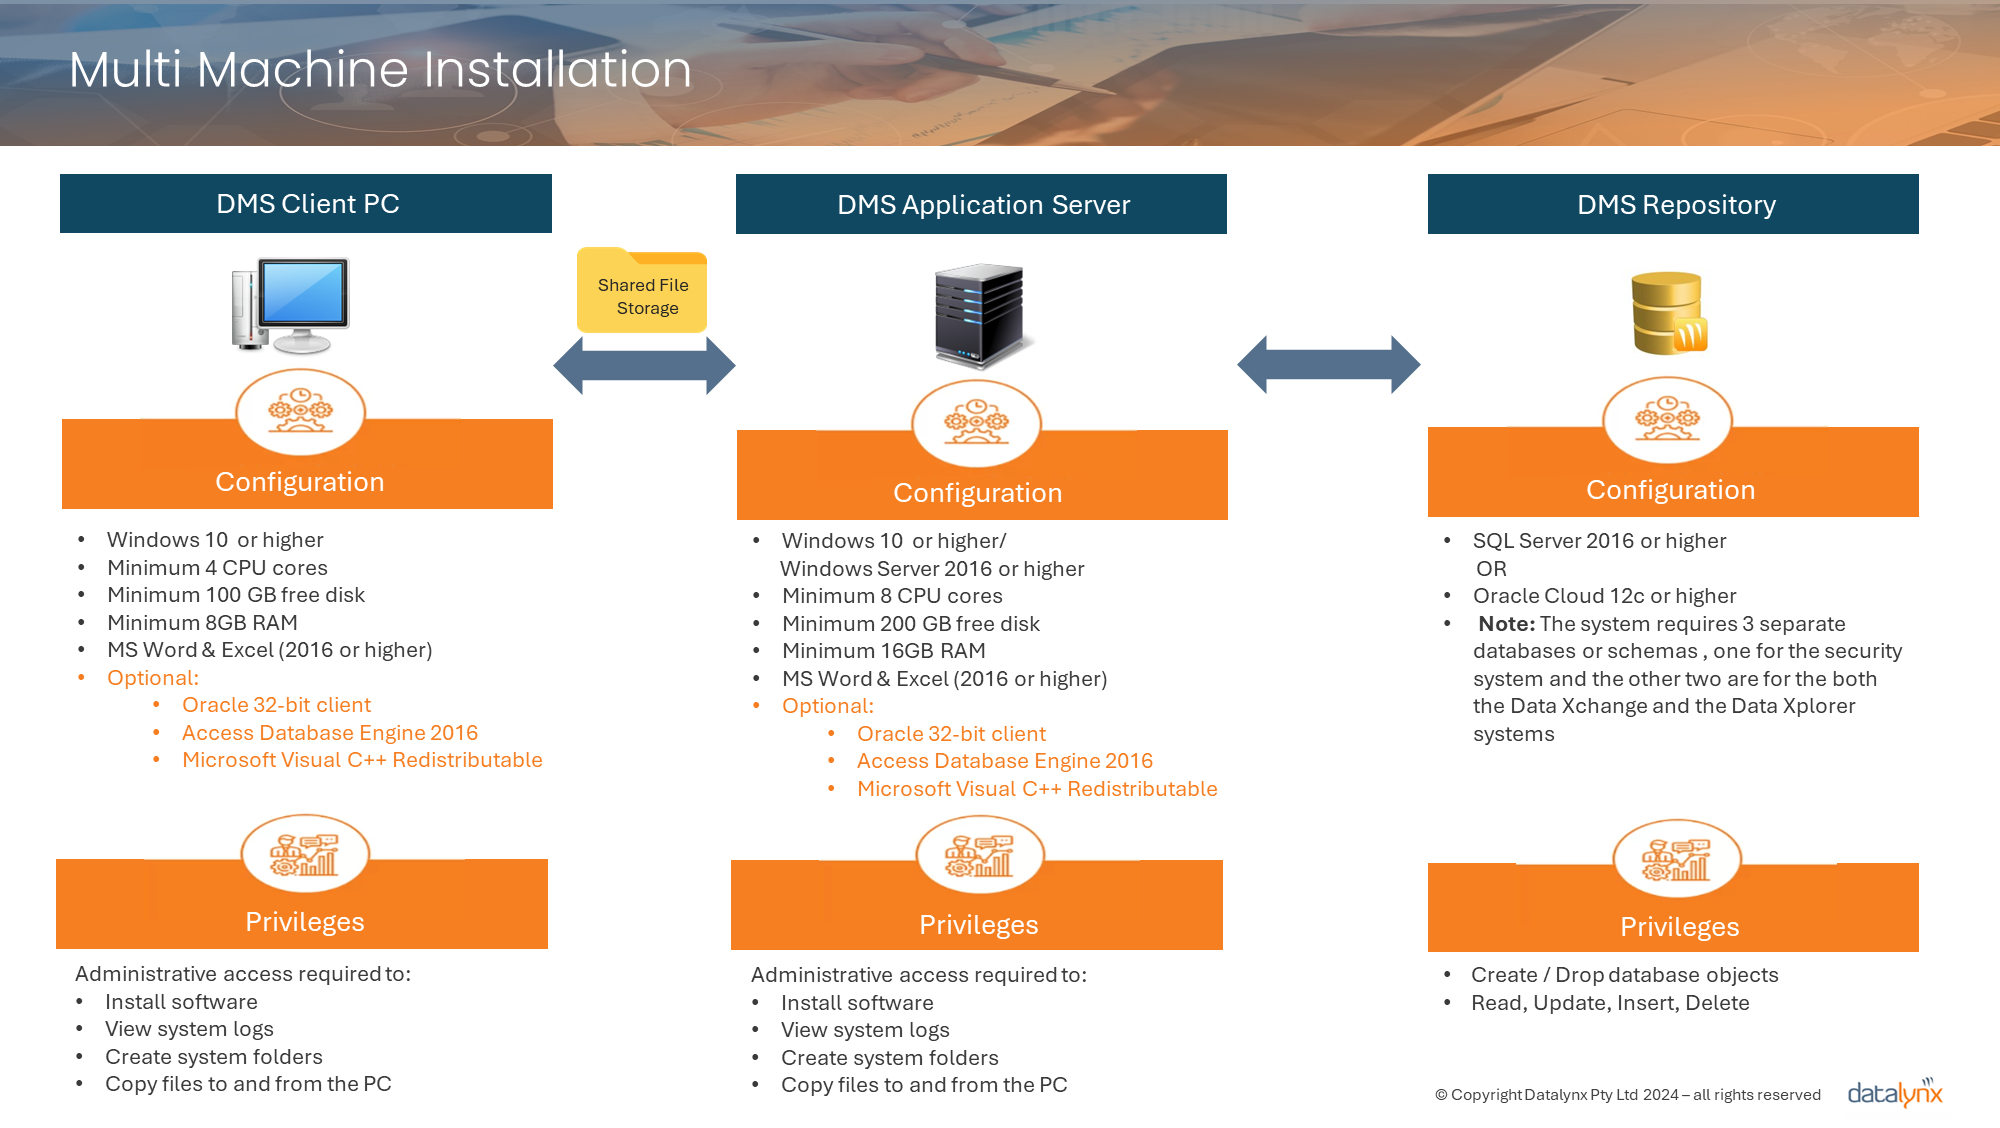 Multi Machine Installation
DMS Client PC
Shared File
Storage
Configuration
• Windows 10 or higher
• Minimum 4 CPU cores
• Minimum 100 GB free disk
• Minimum 8GB RAM
• MS Word & Excel (2016 or higher)
• Optional:
• Oracle 32-bit client
• Access Database Engine 2016
• Microsoft Visual C++ Redistributable
Privileges
Administrative access required to:
• Install software
• View system logs
• Create system folders
• Copy files to and from the PC
DMS Application Server
Configuration
• Windows 10 or higher/
Windows Server 2016 or higher
• Minimum 8 CPU cores
• Minimum 200 GB free disk
• Minimum 16GB RAM
• MS Word & Excel (2016 or higher)
• Optional:
• Oracle 32-bit client
• Access Database Engine 2016
• Microsoft Visual C++ Redistributable
Privileges
Administrative access required to:
• Install software
• View system logs
• Create system folders
• Copy files to and from the PC
DMS Repository
Configuration
• SQL Server 2016 or higher
OR
• Oracle Cloud 12c or higher
• Note: The system requires 3 separate
databases or schemas , one for the security
system and the other two are for the both
the Data Xchange and the Data Xplorer
systems
Privileges
• Create / Drop database objects
• Read, Update, Insert, Delete
© Copyright Datalynx Pty Ltd 2024 – all rights reserved
datalynx